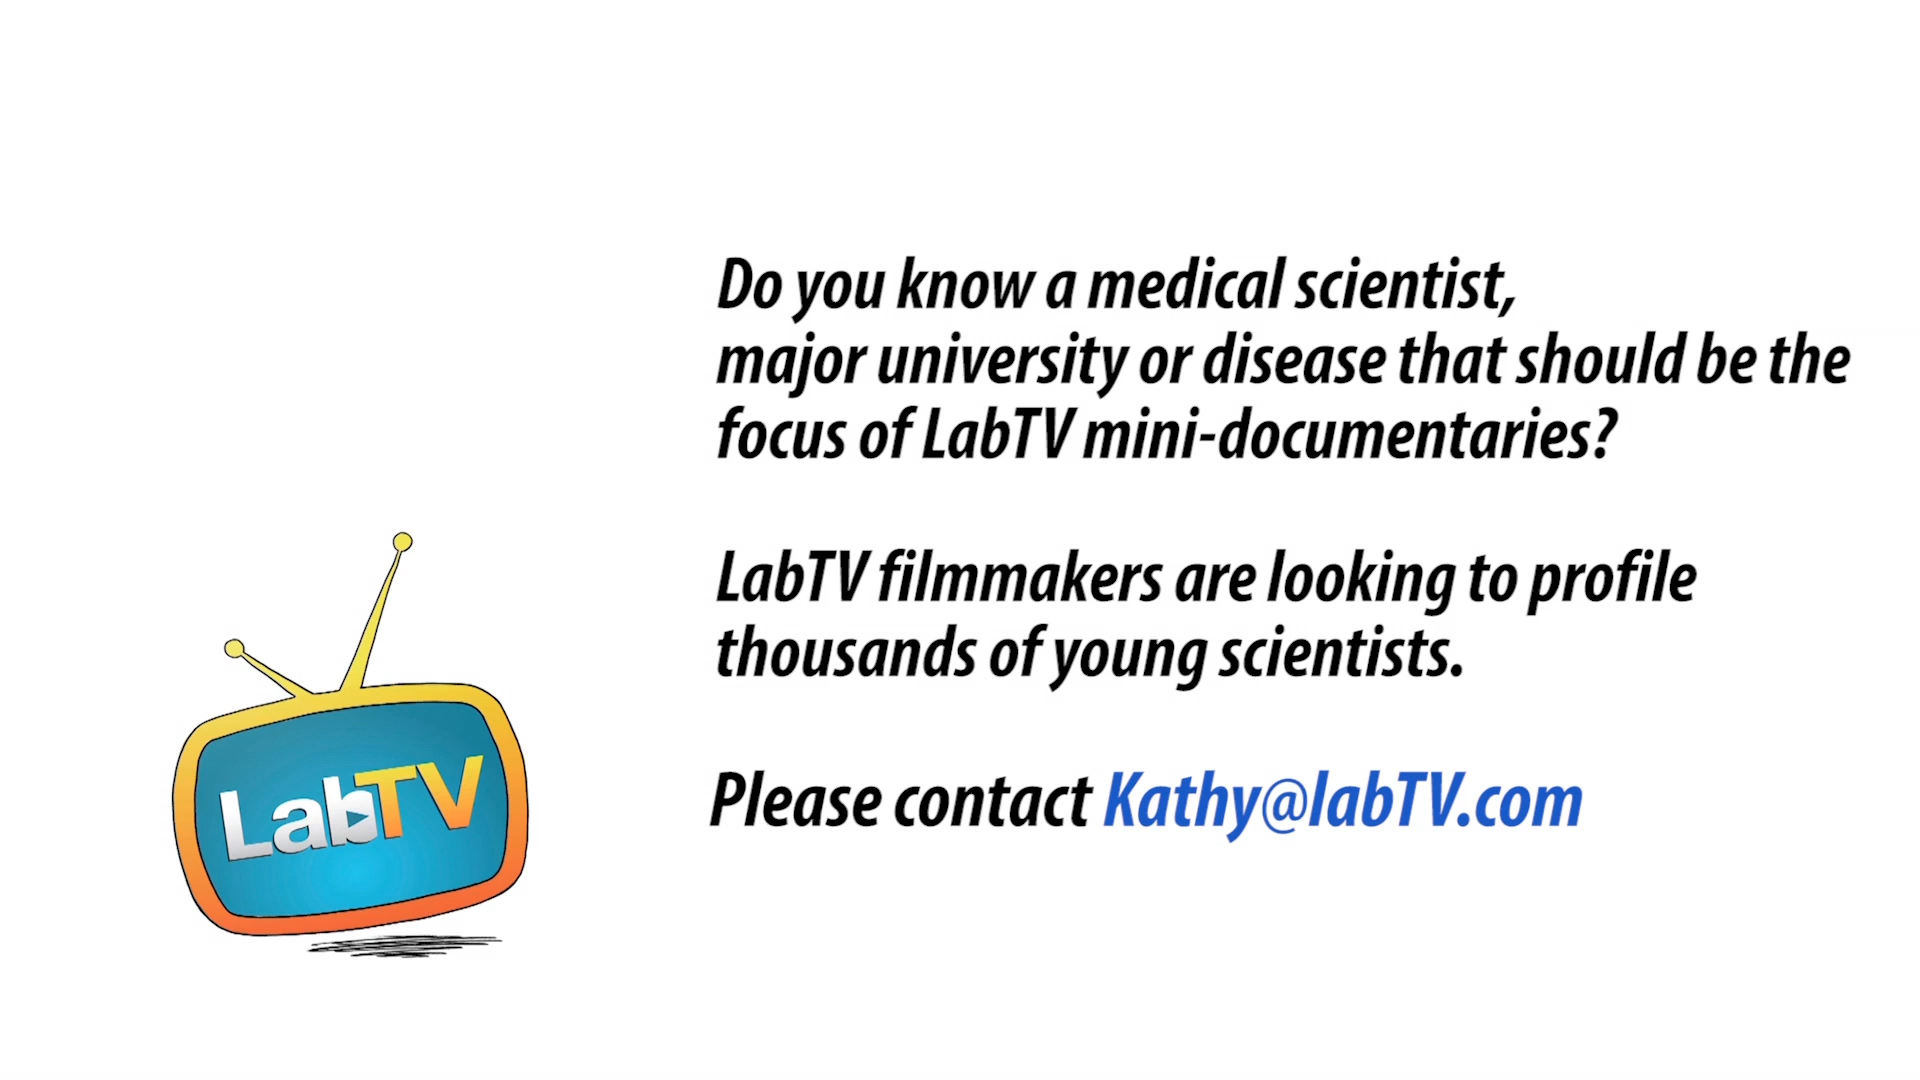 Do you know a medical scientist,
major university or disease that should be the
focus of LabTV mini-documentaries?
LabTV filmmakers are looking to profile
thousands of young scientists.
Please contact Kathy@labTV.com
LabTV